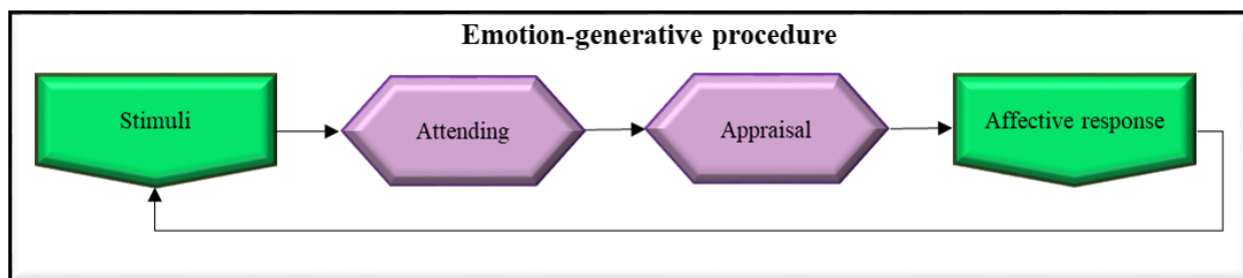 Emotion-generative procedure
Stimuli
Attending
Appraisal
Affective response